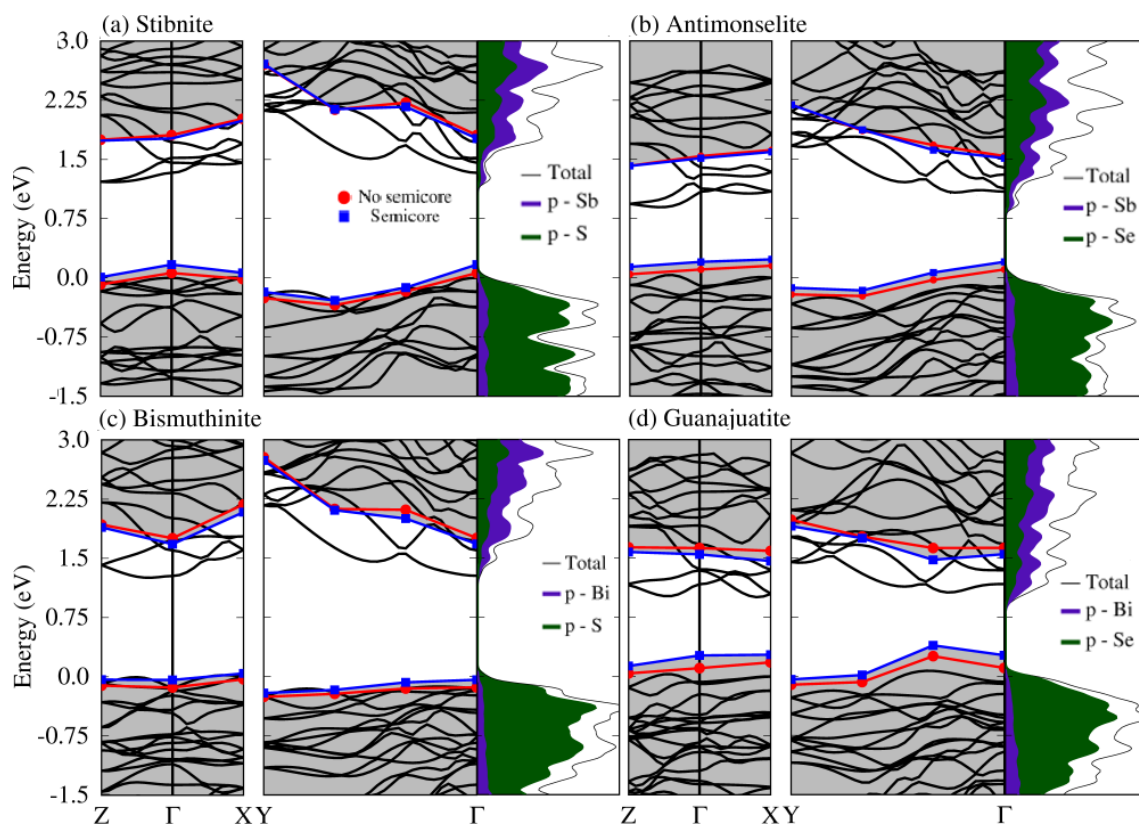 (a) Stibnite
(b) Antimonselite
3.0
2.25
1.5
0.75
0.0
-0.75
-1.5
Energy (eV)
No semicore
Semicore
Total
p - Sb
p - S
Total
p - Sb
p - Se
(c) Bismuthinite
(d) Guanajuatite
3.0
2.25
1.5
0.75
0.0
-0.75
-1.5
Energy (eV)
Total
p - Bi
p - S
Total
p - Bi
p - Se
Z Γ X Y Γ Z Γ X Y Γ